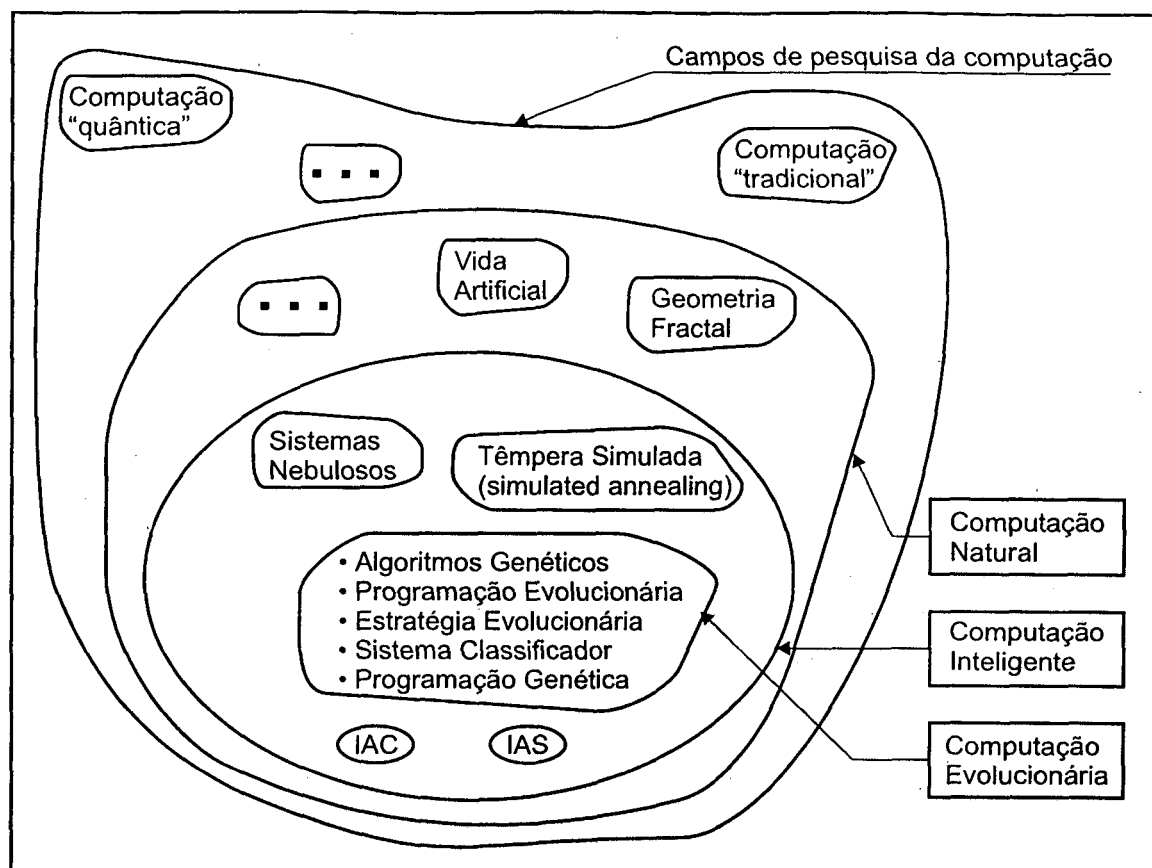 Campos de pesquisa da computação
Computação
“quântica”
Computação
“tradicional”
Vida
Artificial
Geometria
Fractal
Sistemas
Nebulosos
Têmpera Simulada
(simulated annealing)
• Algoritmos Genéticos
• Programação Evolucionária
• Estratégia Evolucionária
• Sistema Classificador
• Programação Genética
IAC
IAS
Computação
Natural
Computação
Inteligente
Computação
Evolucionária